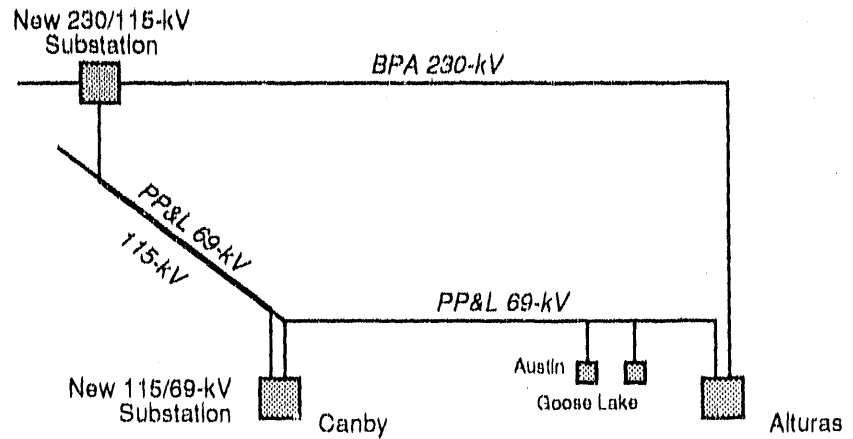 New 230/115-kV
Substation
BPA 230-kV
PP&L 69-kV
115-kV
PP&L 69-kV
Austin
Goose Lake
New 115/69-kV
Substation
Canby
Alturas